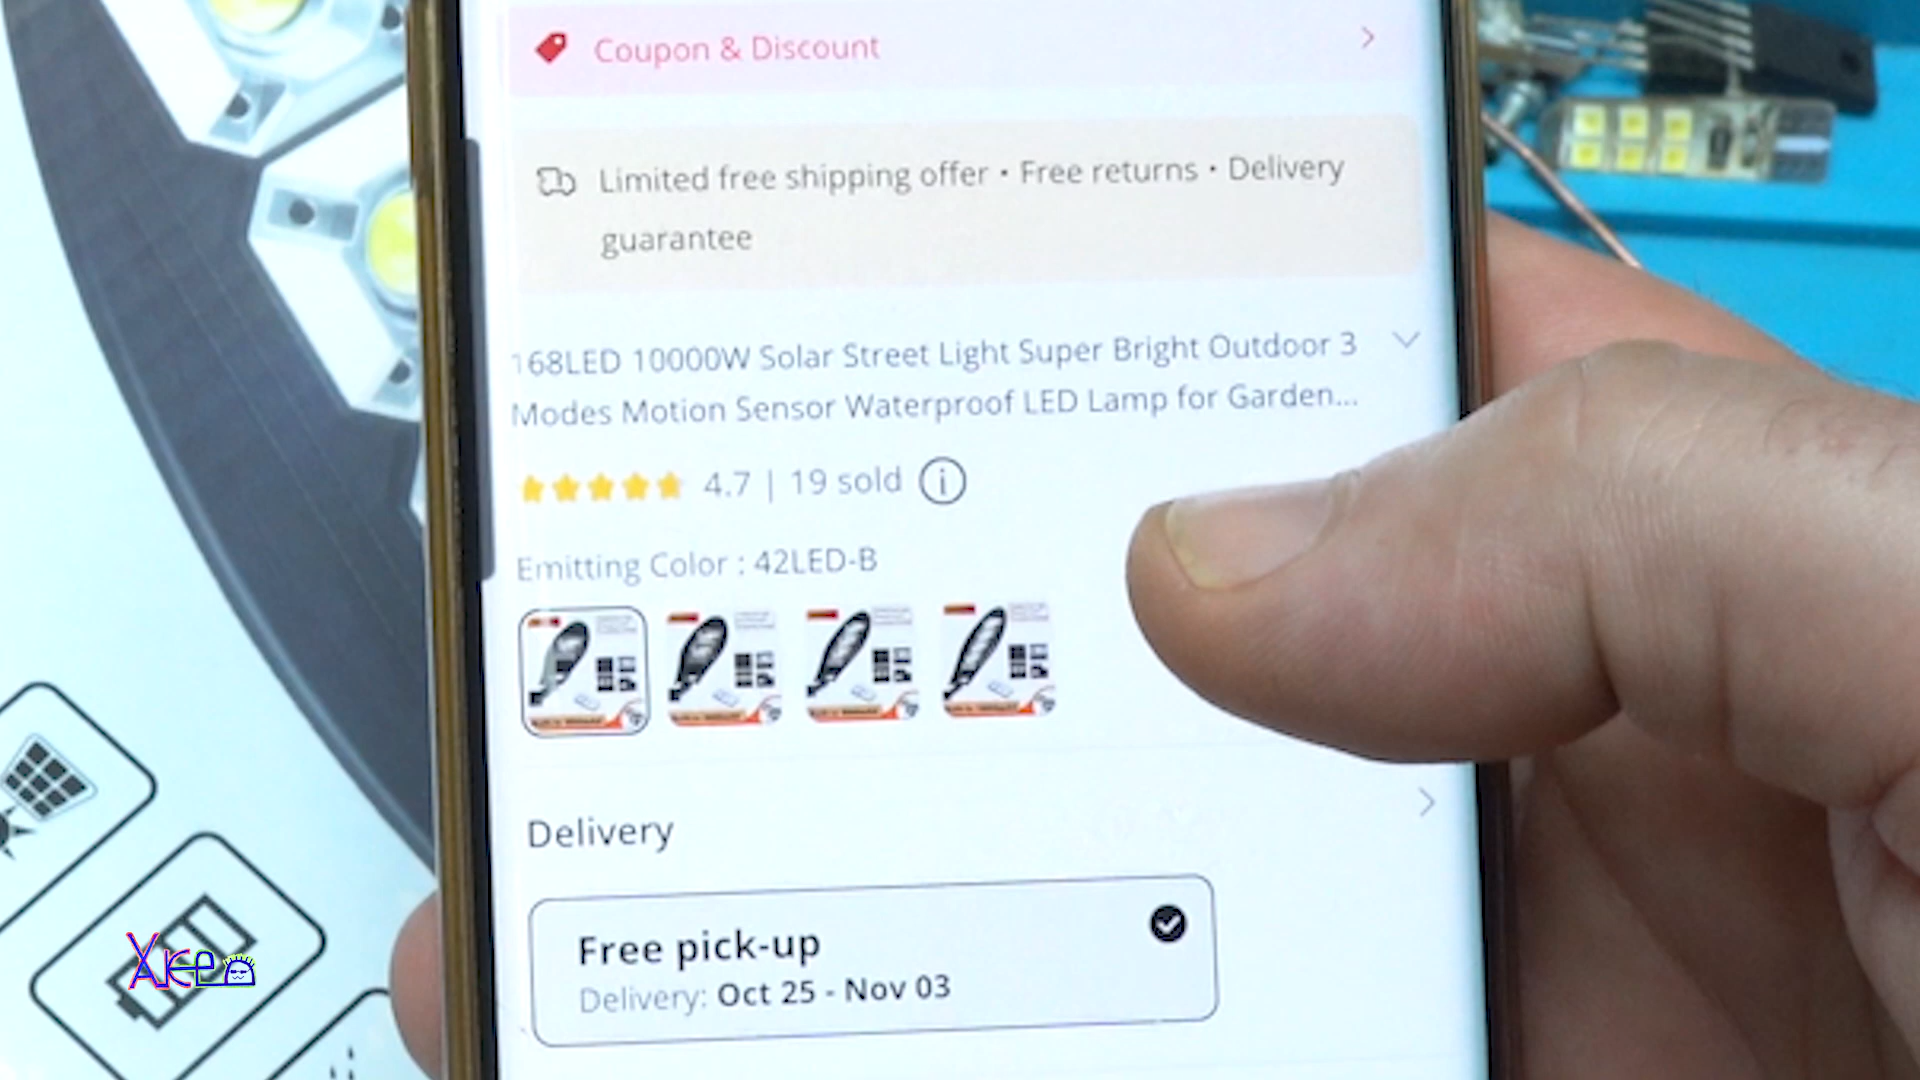 Coupon & Discount
Limited free shipping offer • Free returns • Delivery
guarantee
168LED 10000W Solar Street Light Super Bright Outdoor 3
Modes Motion Sensor Waterproof LED Lamp for Garden...
4.7 | 19 sold
Emitting Color : 42LED-B
Delivery
Free pick-up
Delivery: Oct 25 - Nov 03